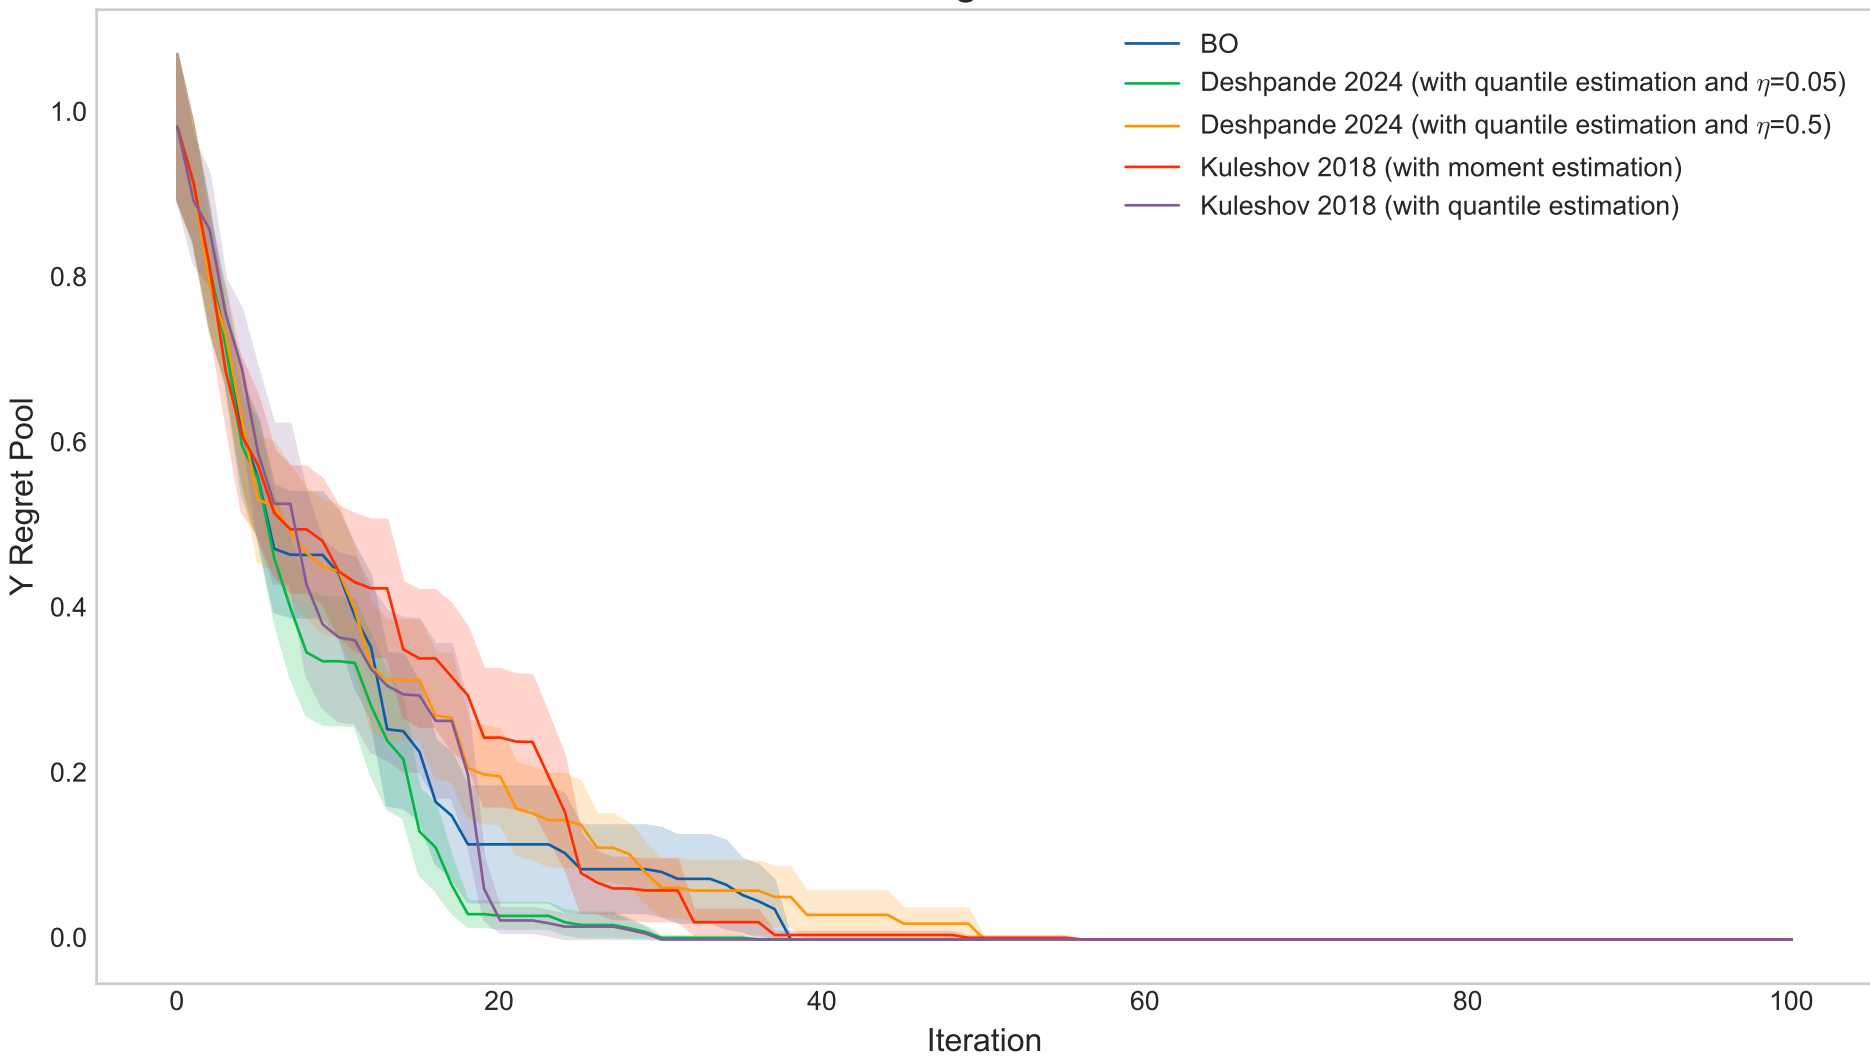 BO
Deshpande 2024 (with quantile estimation and η=0.05)
Deshpande 2024 (with quantile estimation and η=0.5)
Kuleshov 2018 (with moment estimation)
Kuleshov 2018 (with quantile estimation)
Y Regret Pool
1.0
0.8
0.6
0.4
0.2
0.0
0 20 40 60 80 100
Iteration